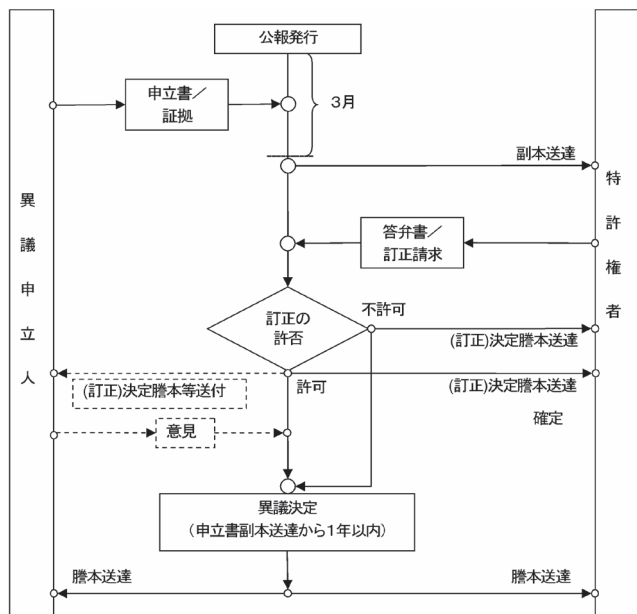 公報発行
3月
申立書／
証拠
副本送達
異議申立人
特許権者
答弁書／
訂正請求
訂正の
許否
不許可
(訂正)決定謄本送達
(訂正)決定謄本等送付
許可
(訂正)決定謄本送達
確定
意見
異議決定
（申立書副本送達から1年以内）
謄本送達
謄本送達